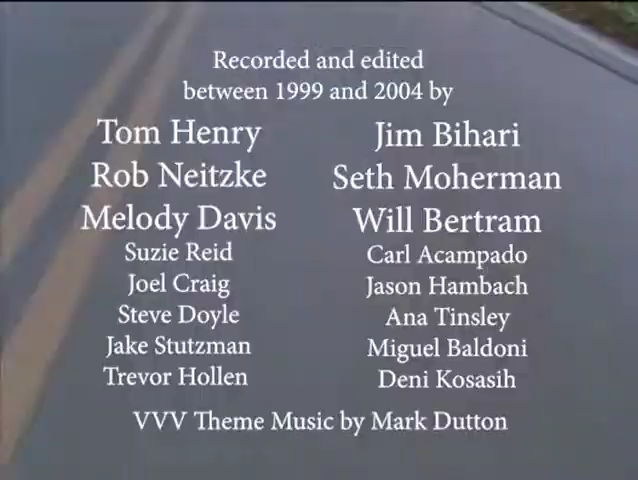 Recorded and edited
between 1999 and 2004 by
Tom Henry
Rob Neitzke
Melody Davis
Suzie Reid
Joel Craig
Steve Doyle
Jake Stutzman
Trevor Hollen
Jim Bihari
Seth Moherman
Will Bertram
Carl Acampado
Jason Hambach
Ana Tinsley
Miguel Baldoni
Deni Kosasih
VVV Theme Music by Mark Dutton